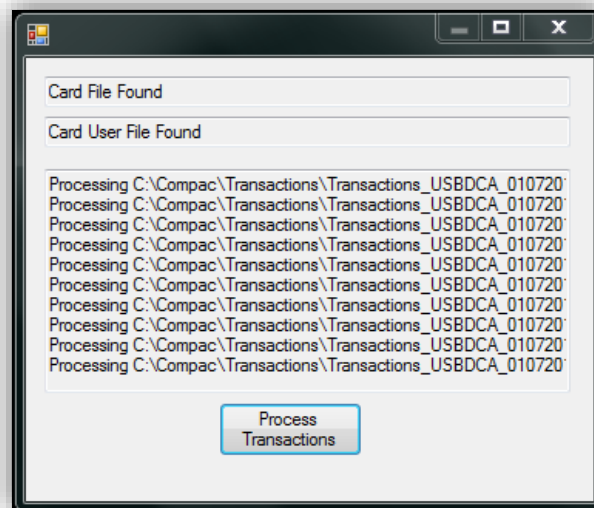 Card File Found
Card User File Found
Processing C:\Compac\Transactions\Transactions_USBDCA_010720
Processing C:\Compac\Transactions\Transactions_USBDCA_010720
Processing C:\Compac\Transactions\Transactions_USBDCA_010720
Processing C:\Compac\Transactions\Transactions_USBDCA_010720
Processing C:\Compac\Transactions\Transactions_USBDCA_010720
Processing C:\Compac\Transactions\Transactions_USBDCA_010720
Processing C:\Compac\Transactions\Transactions_USBDCA_010720
Processing C:\Compac\Transactions\Transactions_USBDCA_010720
Processing C:\Compac\Transactions\Transactions_USBDCA_010720
Processing C:\Compac\Transactions\Transactions_USBDCA_010720
Process
Transactions